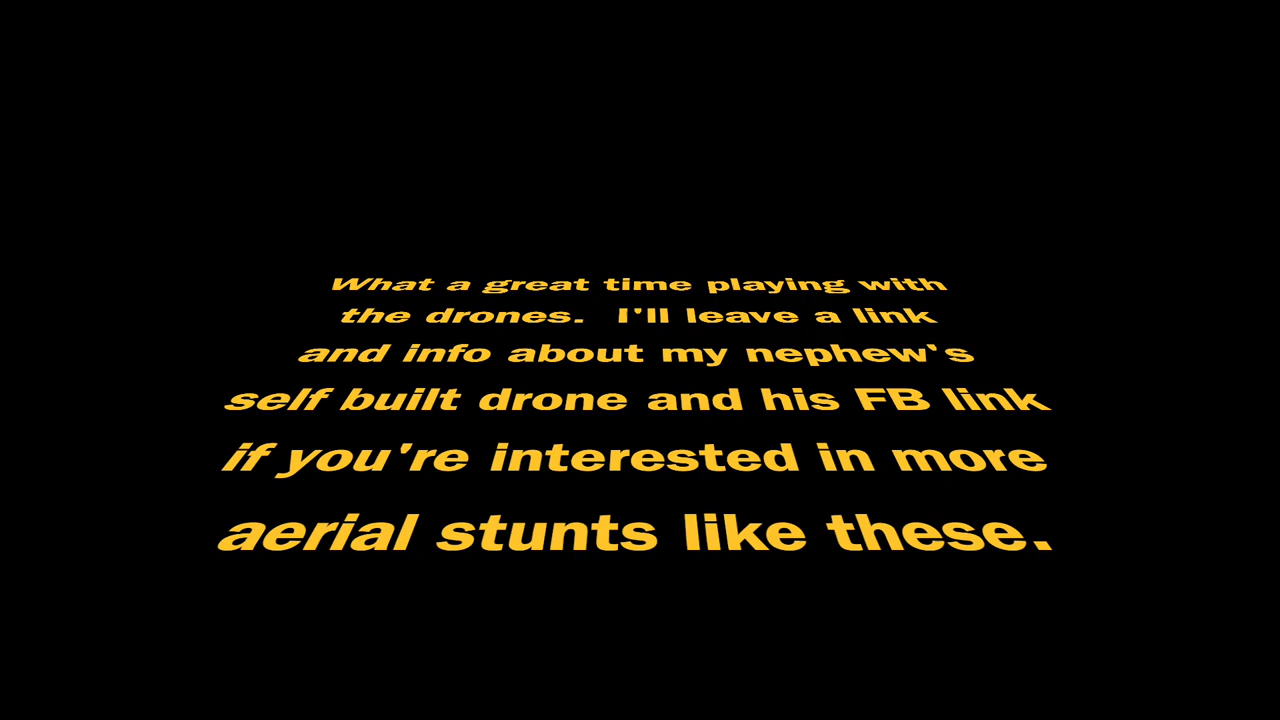 What a great time playing with
the drones.  I'll leave a link
and info about my nephew's
self built drone and his FB link
if you're interested in more
aerial stunts like these.